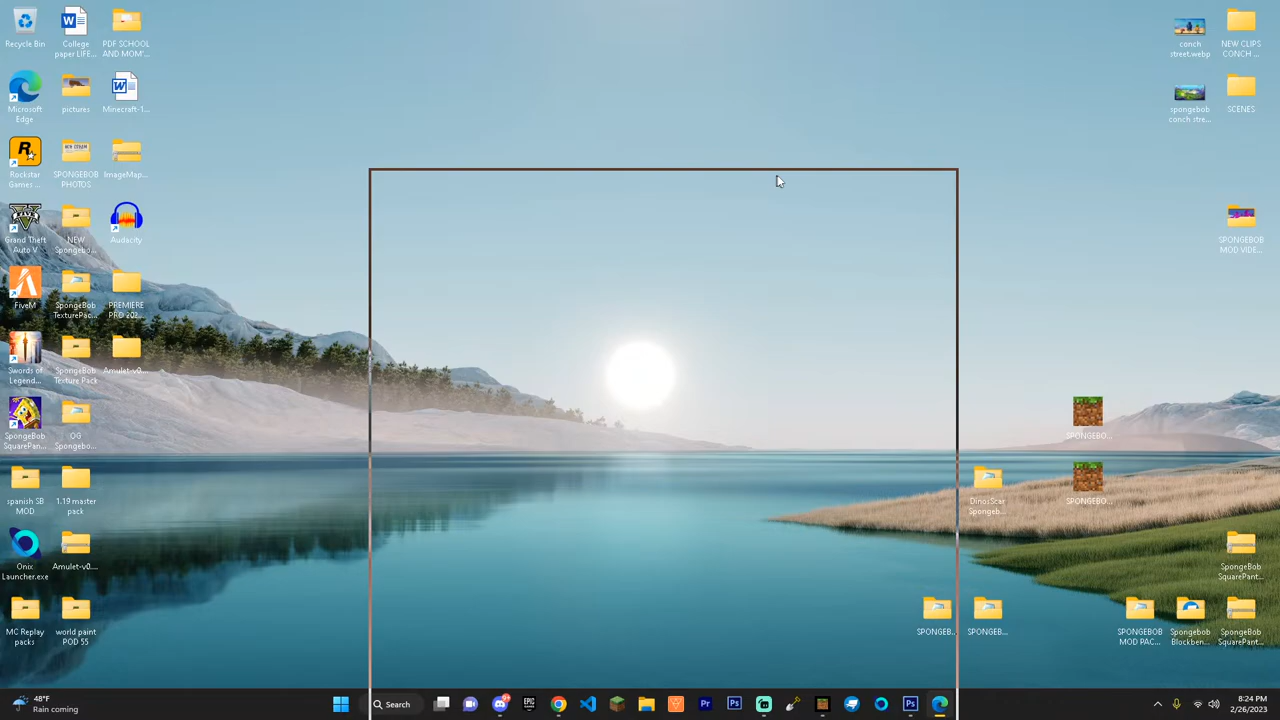 Recycle Bin
College
paper LIFE...
PDF SCHOOL
AND MOM'...
Microsoft
Edge
pictures
Minecraft-1...
Rockstar
Games ...
SPONGEBOB
PHOTOS
ImageMap...
Grand Theft
Auto V
NEW
Spongebo...
Audacity
FiveM
SpongeBob
TexturePac...
PREMIERE
PRO 202...
Swords of
Legend...
SpongeBob
Texture Pack
Amulet-v0....
SpongeBob
SquarePan...
OG
Spongebo...
spanish SB
MOD
1.19 master
pack
Onix
Launcher.exe
Amulet-v0....
MC Replay
packs
world paint
POD 55
conch
street.webp
NEW CLIPS
CONCH ...
spongebob
conch stre...
SCENES
SPONGEBOB
MOD VIDE...
SPONGEBO...
DinosScar
Spongeb...
SPONGEBO...
SpongeBob
SquarePant...
SPONGEB...
SPONGEB...
SPONGEBOB
MOD PAC...
Spongebob
Blockben...
SpongeBob
SquarePant...
48°F
Rain coming
Search
8:24 PM
2/26/2023